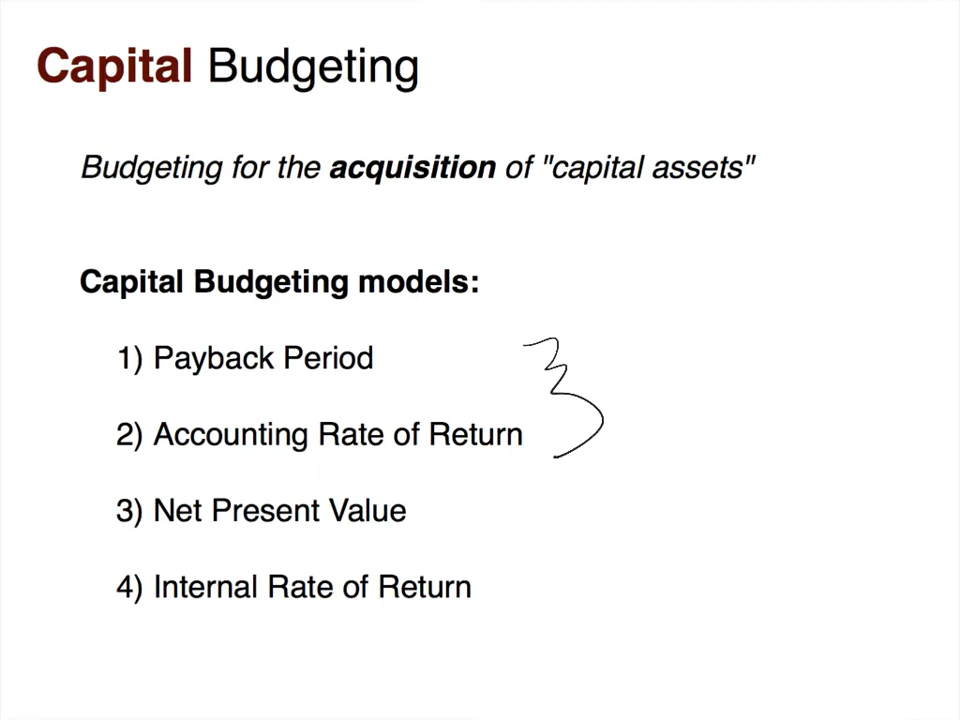 Capital Budgeting
Budgeting for the acquisition of "capital assets"
Capital Budgeting models:
1) Payback Period
2) Accounting Rate of Return
3) Net Present Value
4) Internal Rate of Return